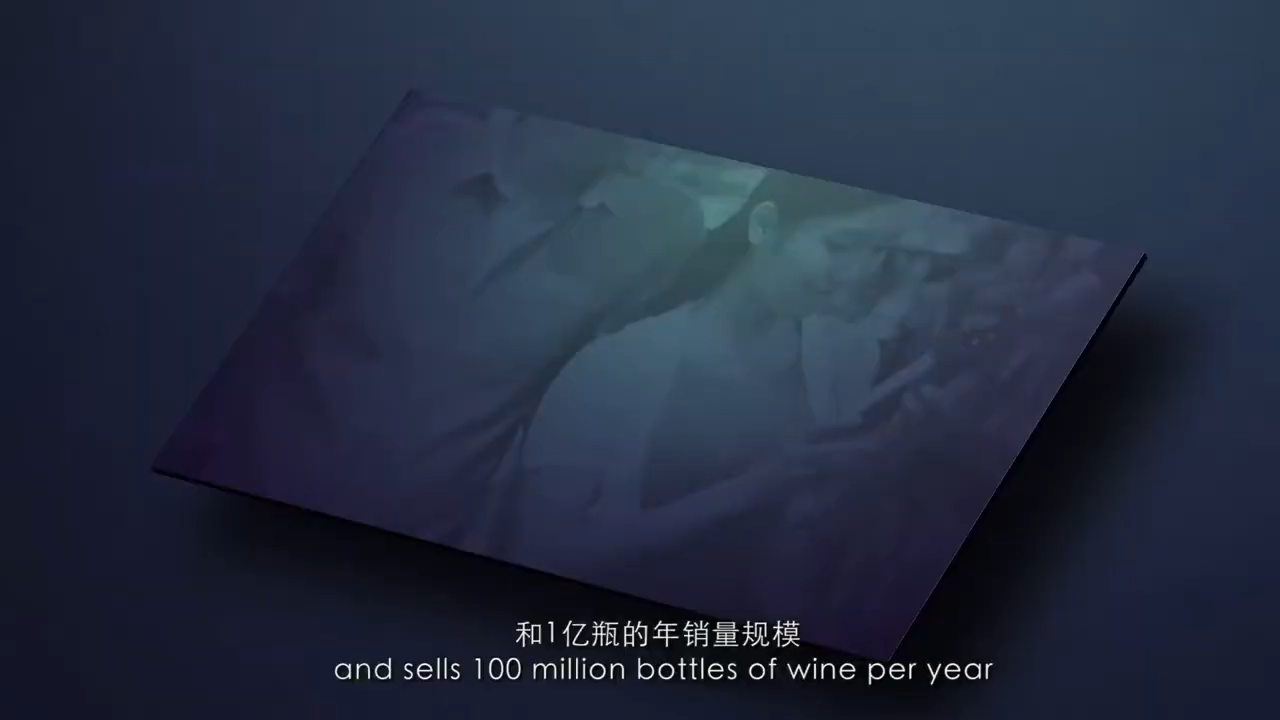 和1亿瓶的年销量规模
and sells 100 million bottles of wine per year